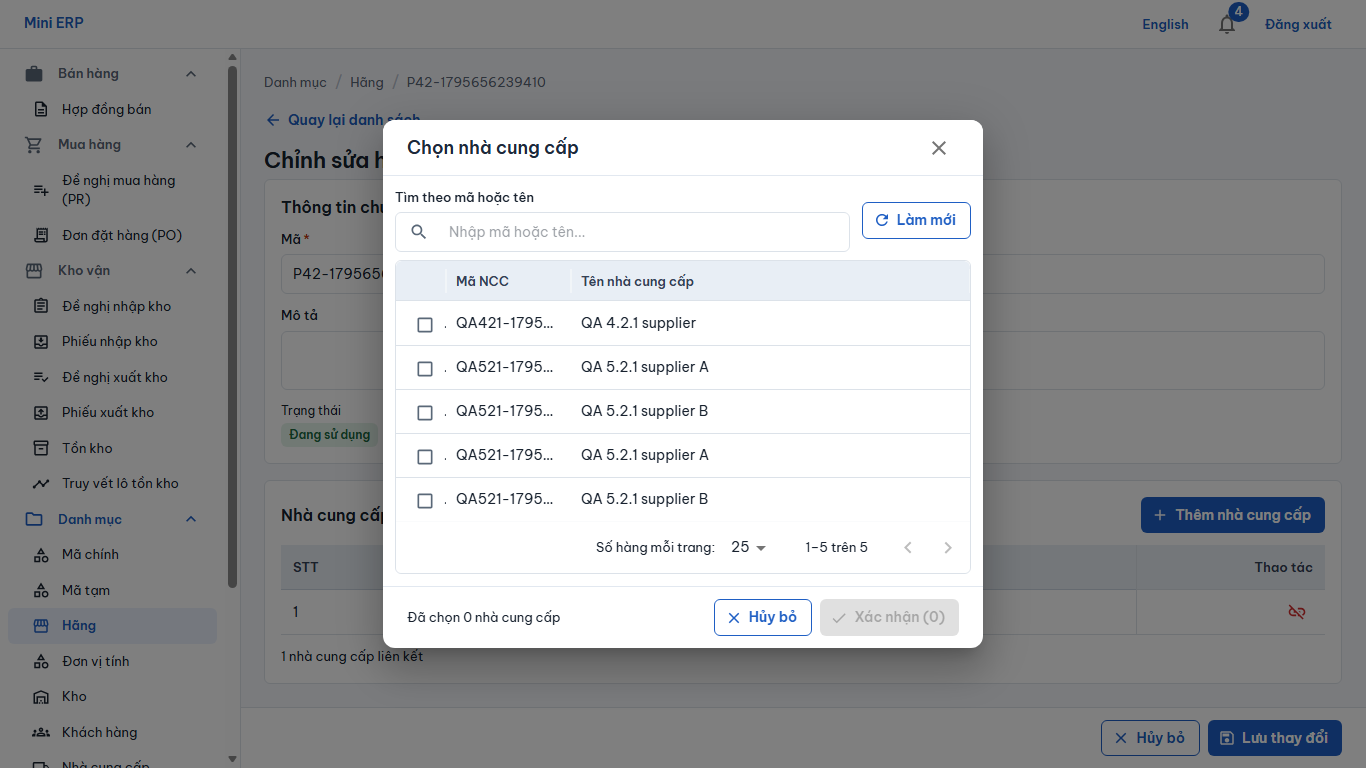 Mini ERP
English
4
Đăng xuất
Bán hàng
Hợp đồng bán
Mua hàng
Đề nghị mua hàng
(PR)
Đơn đặt hàng (PO)
Kho vận
Đề nghị nhập kho
Phiếu nhập kho
Đề nghị xuất kho
Phiếu xuất kho
Tồn kho
Truy vết lô tồn kho
Danh mục
Mã chính
Mã tạm
Hãng
Đơn vị tính
Kho
Khách hàng
Nhà cung cấp
Danh mục / Hãng / P42-1795656239410
Quay lại danh sách
Chỉnh sửa h
Thông tin chu
Mã *
P42-179565
Mô tả
Trạng thái
Đang sử dụng
Nhà cung cấp
Thêm nhà cung cấp
STT
Thao tác
1
1 nhà cung cấp liên kết
Hủy bỏ
Lưu thay đổi
Chọn nhà cung cấp
Tìm theo mã hoặc tên
Nhập mã hoặc tên...
Làm mới
Mã NCC Tên nhà cung cấp
QA421-1795... QA 4.2.1 supplier
QA521-1795... QA 5.2.1 supplier A
QA521-1795... QA 5.2.1 supplier B
QA521-1795... QA 5.2.1 supplier A
QA521-1795... QA 5.2.1 supplier B
Số hàng mỗi trang: 25 1–5 trên 5
Đã chọn 0 nhà cung cấp
Hủy bỏ
Xác nhận (0)